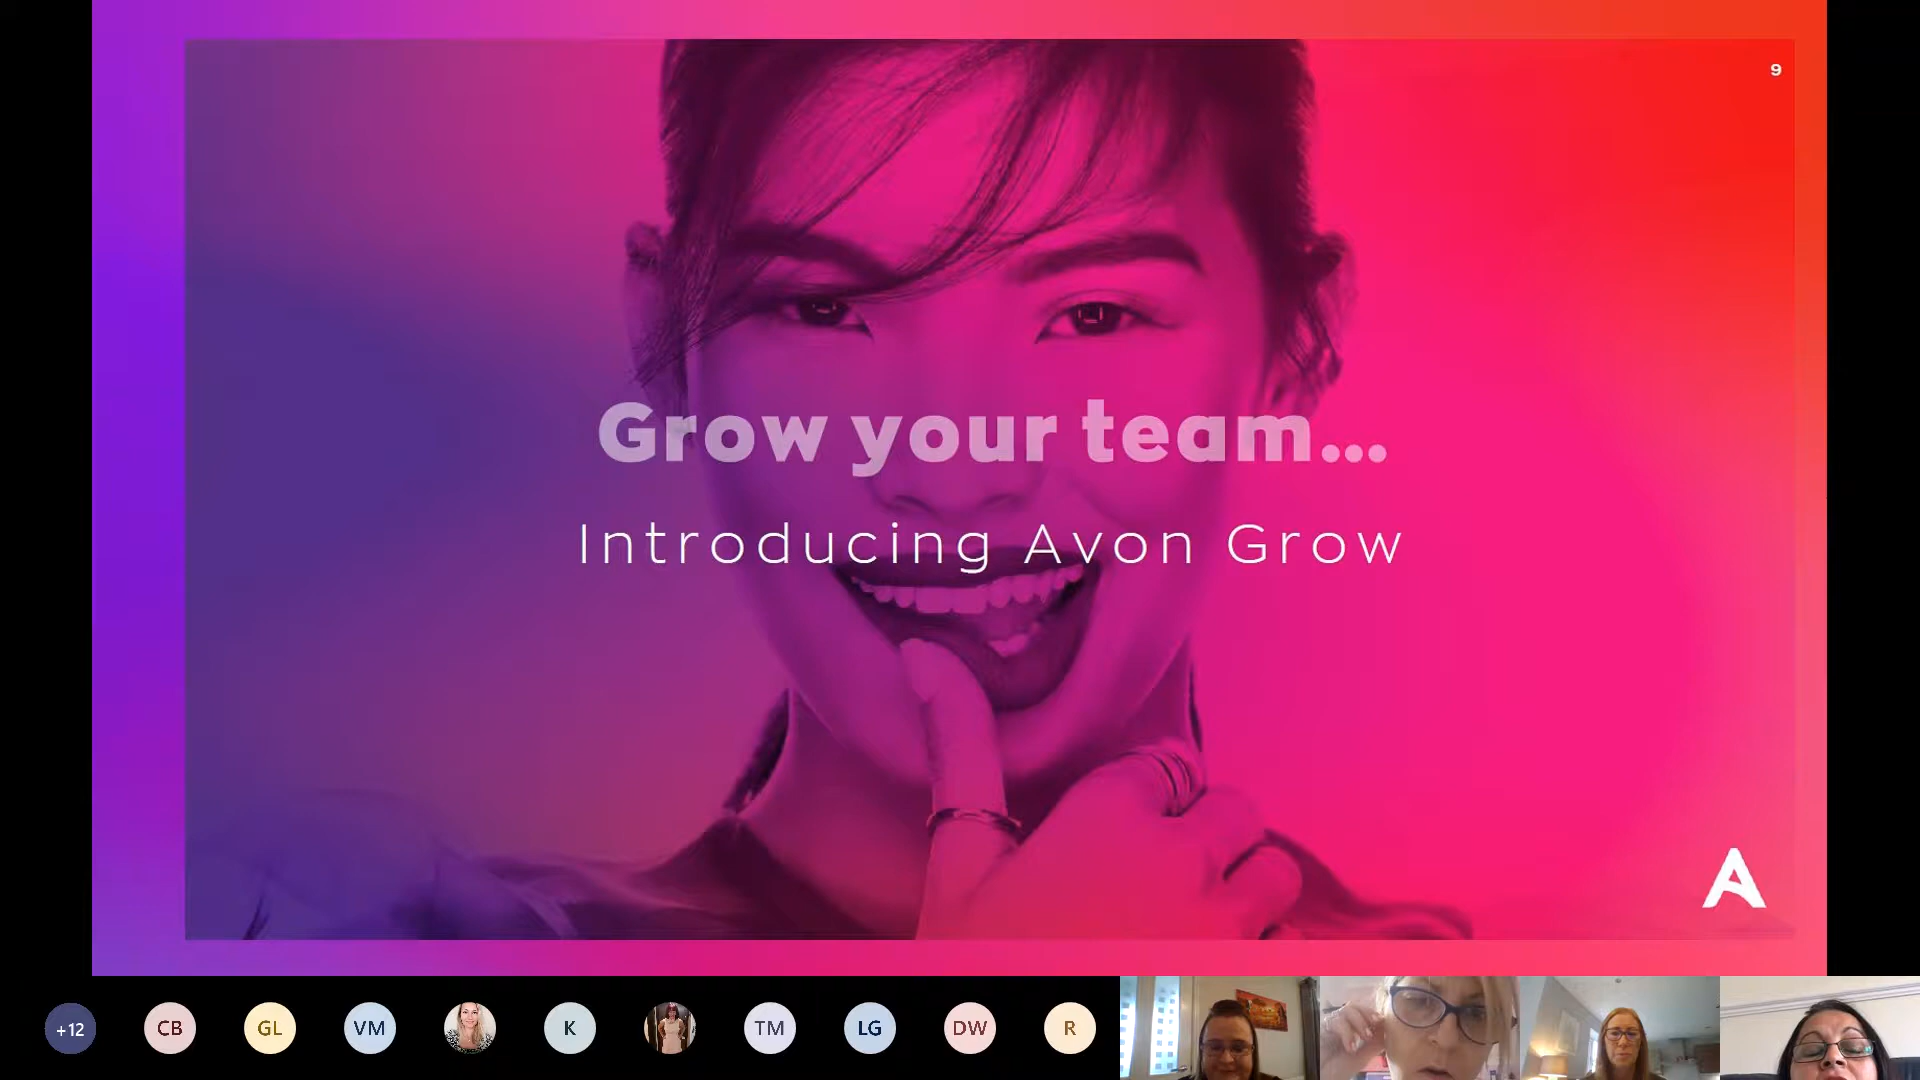 9
Grow your team...
Introducing Avon Grow
A
+12
CB
GL
VM
K
TM
LG
DW
R